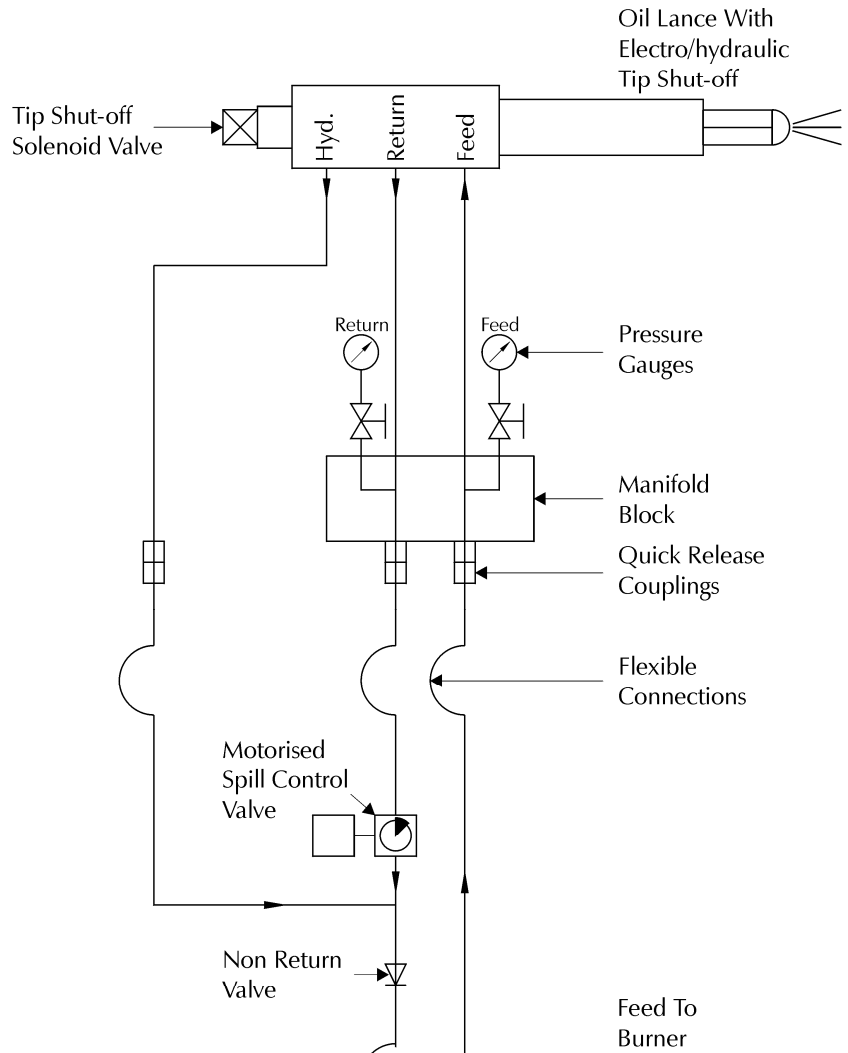 Oil Lance With
Electro/hydraulic
Tip Shut-off
Tip Shut-off
Solenoid Valve
Hyd.
Return
Feed
Return
Feed
Pressure
Gauges
Manifold
Block
Quick Release
Couplings
Flexible
Connections
Motorised
Spill Control
Valve
Non Return
Valve
Feed To
Burner